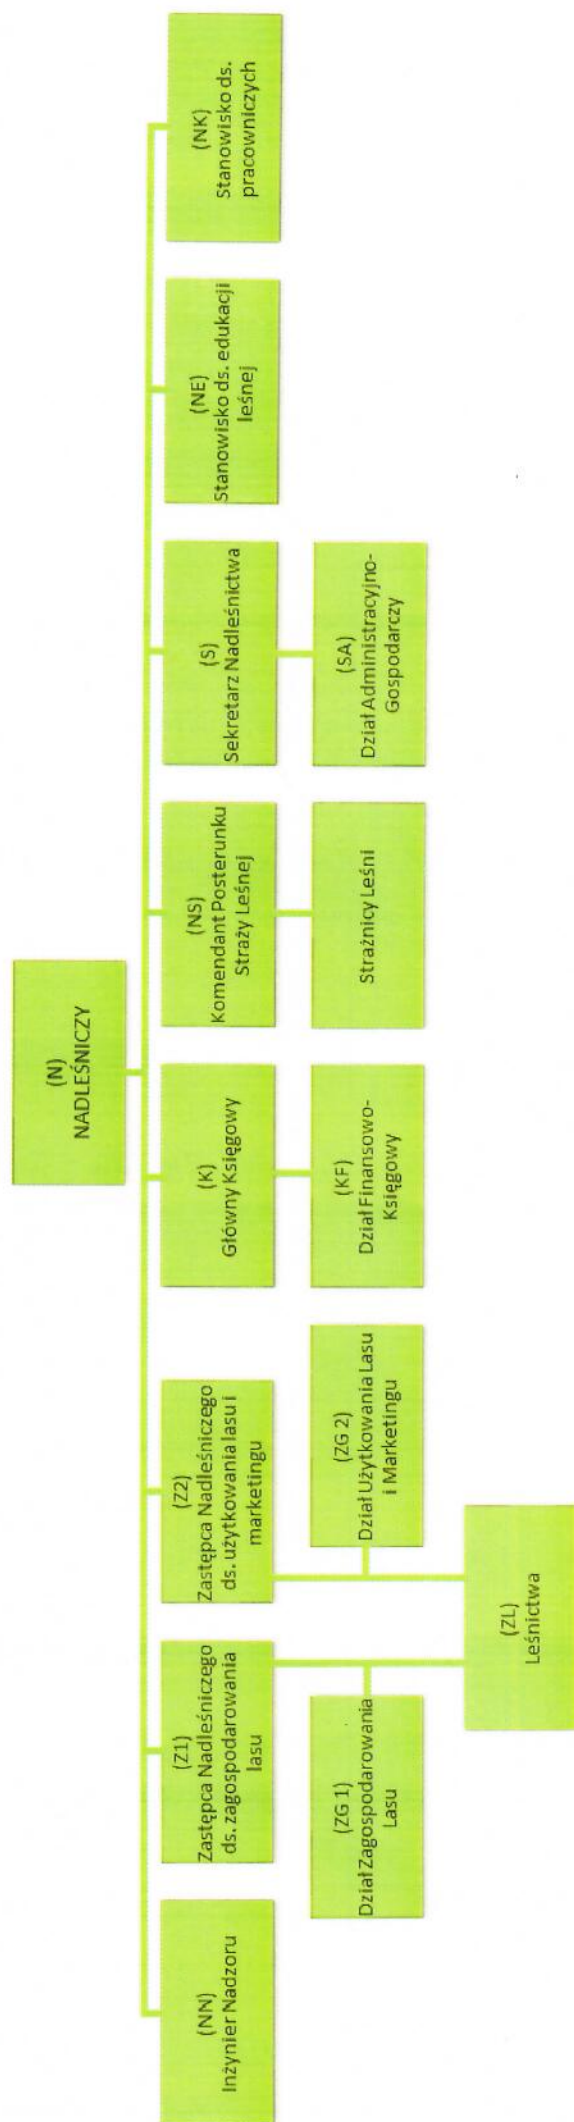 (N)
NADLEŚNICZY
(NN)
Inżynier Nadzoru
(Z1)
Zastępca Nadleśniczego
ds. zagospodarowania
lasu
(Z2)
Zastępca Nadleśniczego
ds. użytkowania lasu i
marketingu
(K)
Główny Księgowy
(NS)
Komendant Posterunku
Straży Leśnej
(S)
Sekretarz Nadleśnictwa
(NE)
Stanowisko ds. edukacji
leśnej
(NK)
Stanowisko ds.
pracowniczych
(ZG 1)
Dział Zagospodarowania
Lasu
(ZG 2)
Dział Użytkowania Lasu
i Marketingu
(KF)
Dział Finansowo-
Księgowy
Strażnicy Leśni
(SA)
Dział Administracyjno-
Gospodarczy
(ZL)
Leśnictwa